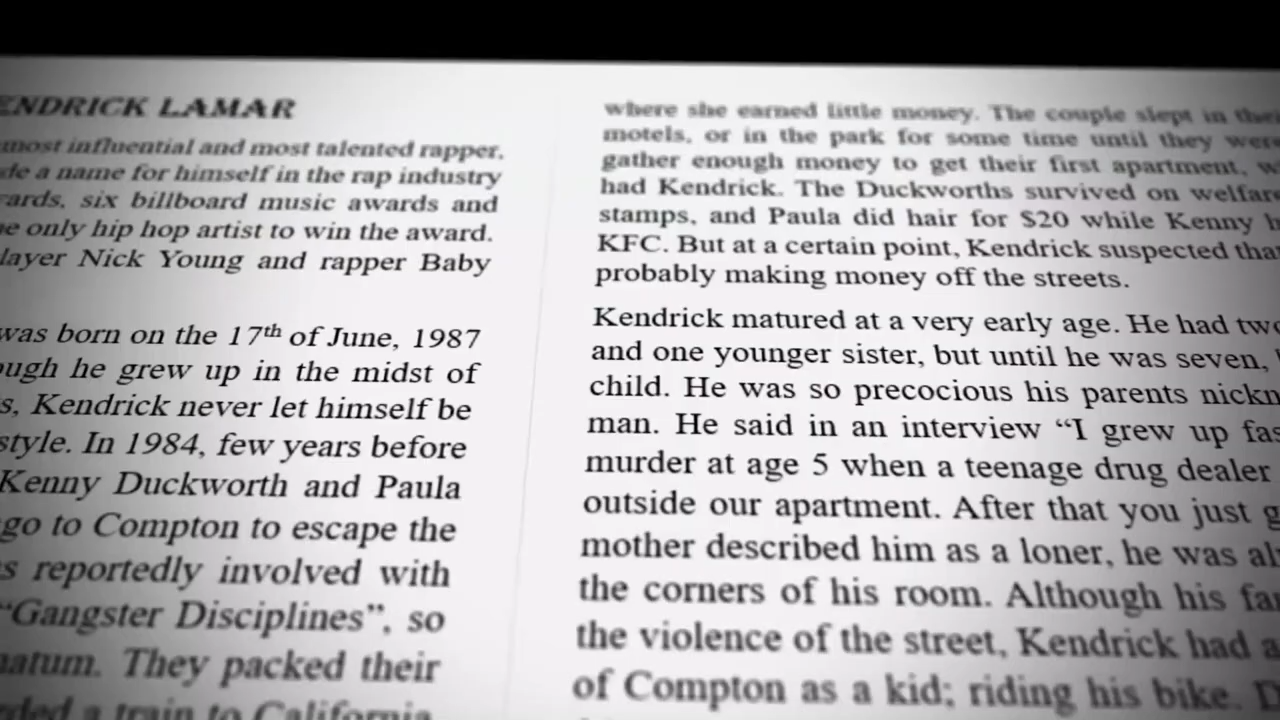 ENDRICK LAMAR
most influential and most talented rapper,
de a name for himself in the rap industry
ards, six billboard music awards and
e only hip hop artist to win the award.
layer Nick Young and rapper Baby
was born on the 17th of June, 1987
ugh he grew up in the midst of
s, Kendrick never let himself be
style. In 1984, few years before
Kenny Duckworth and Paula
go to Compton to escape the
s reportedly involved with
“Gangster Disciplines”, so
natum. They packed their
rded a train to California
where she earned little money. The couple slept in their
motels, or in the park for some time until they were
gather enough money to get their first apartment, w
had Kendrick. The Duckworths survived on welfare
stamps, and Paula did hair for $20 while Kenny h
KFC. But at a certain point, Kendrick suspected that
probably making money off the streets.
Kendrick matured at a very early age. He had two
and one younger sister, but until he was seven, h
child. He was so precocious his parents nickn
man. He said in an interview “I grew up fas
murder at age 5 when a teenage drug dealer
outside our apartment. After that you just g
mother described him as a loner, he was al
the corners of his room. Although his fam
the violence of the street, Kendrick had a
of Compton as a kid; riding his bike. D